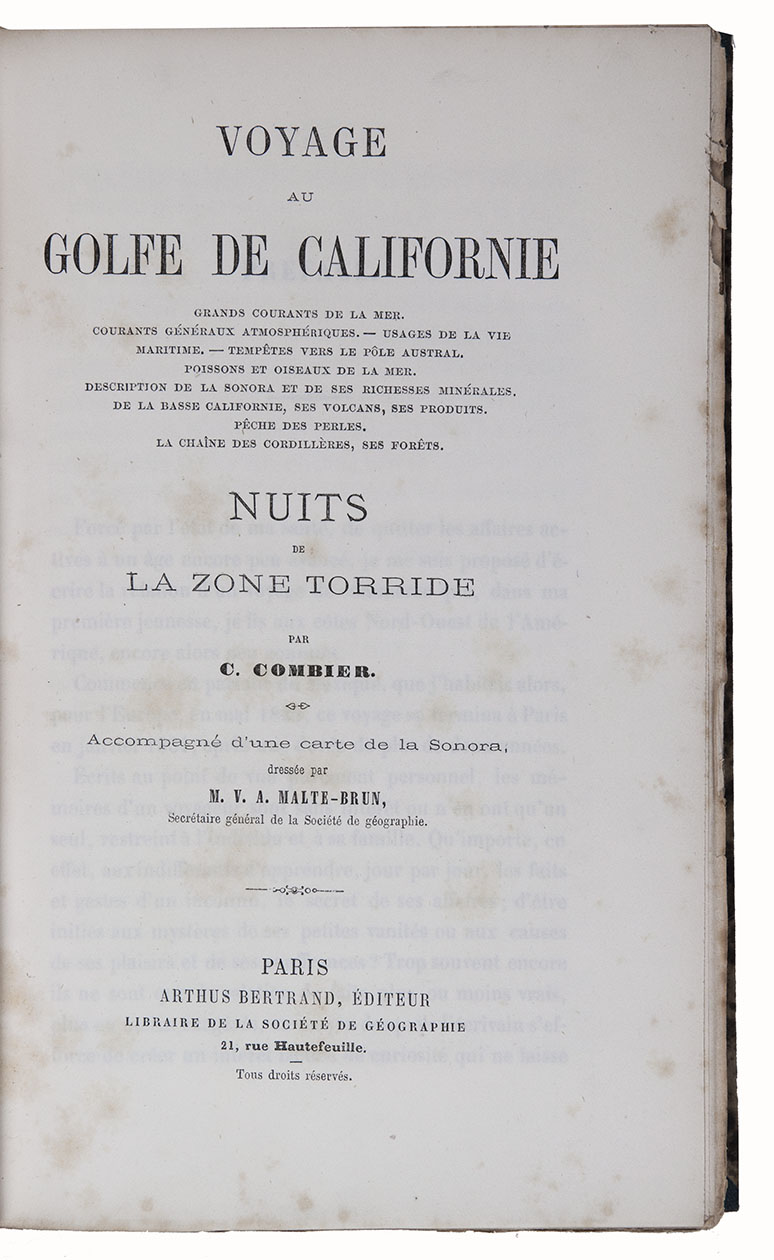 VOYAGE
AU
GOLFE DE CALIFORNIE
GRANDS COURANTS DE LA MER.
COURANTS GÉNÉRAUX ATMOSPHÉRIQUES. — USAGES DE LA VIE
MARITIME. — TEMPÊTES VERS LE PÔLE AUSTRAL.
POISSONS ET OISEAUX DE LA MER.
DESCRIPTION DE LA SONORA ET DE SES RICHESSES MINÉRALES.
DE LA BASSE CALIFORNIE, SES VOLCANS, SES PRODUITS.
PÊCHE DES PERLES.
LA CHAÎNE DES CORDILLÈRES, SES FORÊTS.
NUITS
DE
LA ZONE TORRIDE
PAR
C. COMBIER.
Accompagné d'une carte de la Sonora,
dressée par
M. V. A. MALTE-BRUN,
Secrétaire général de la Société de géographie.
PARIS
ARTHUS BERTRAND, ÉDITEUR
LIBRAIRE DE LA SOCIÉTÉ DE GÉOGRAPHIE
21, rue Hautefeuille.
Tous droits réservés.